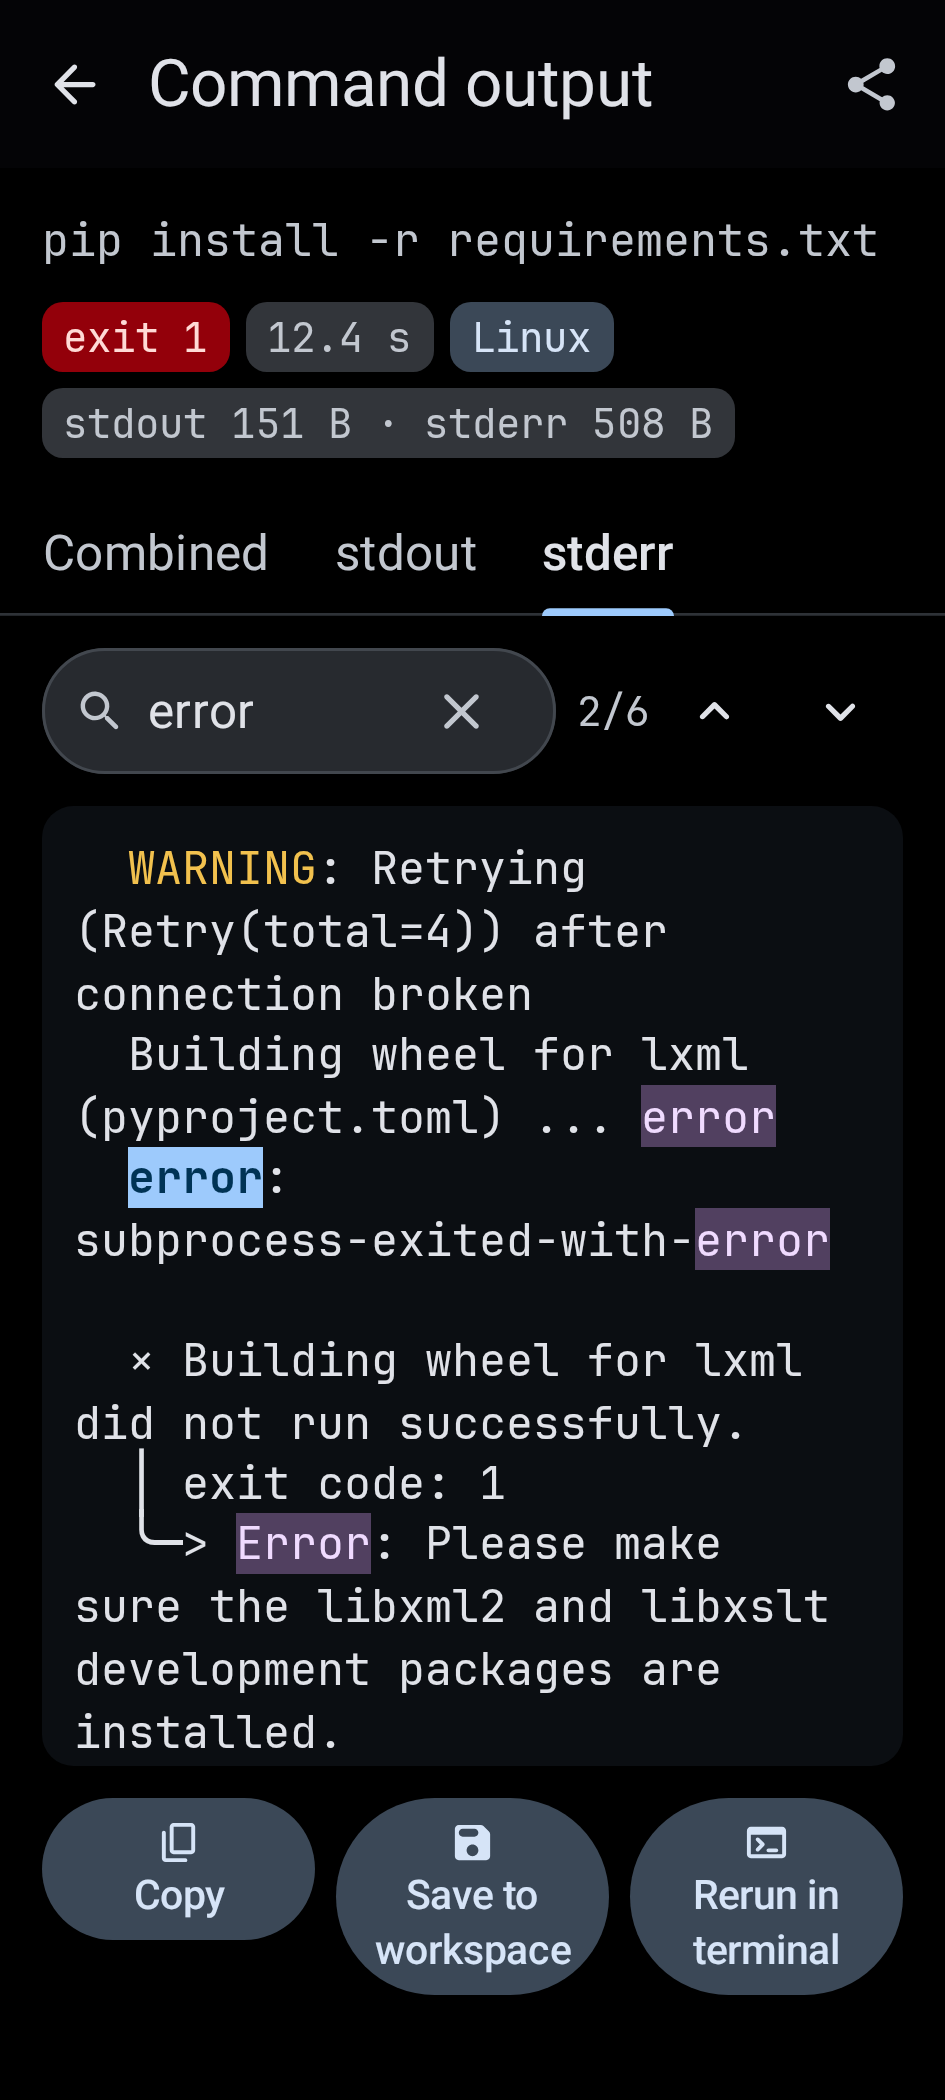 Command output
pip install -r requirements.txt
exit 1
12.4 s
Linux
stdout 151 B · stderr 508 B
Combined
stdout
stderr
error
2/6
WARNING: Retrying
(Retry(total=4)) after
connection broken
Building wheel for lxml
(pyproject.toml) ... error
error:
subprocess-exited-with-error
× Building wheel for lxml
did not run successfully.
│ exit code: 1
╰─> Error: Please make
sure the libxml2 and libxslt
development packages are
installed.
Copy
Save to
workspace
Rerun in
terminal